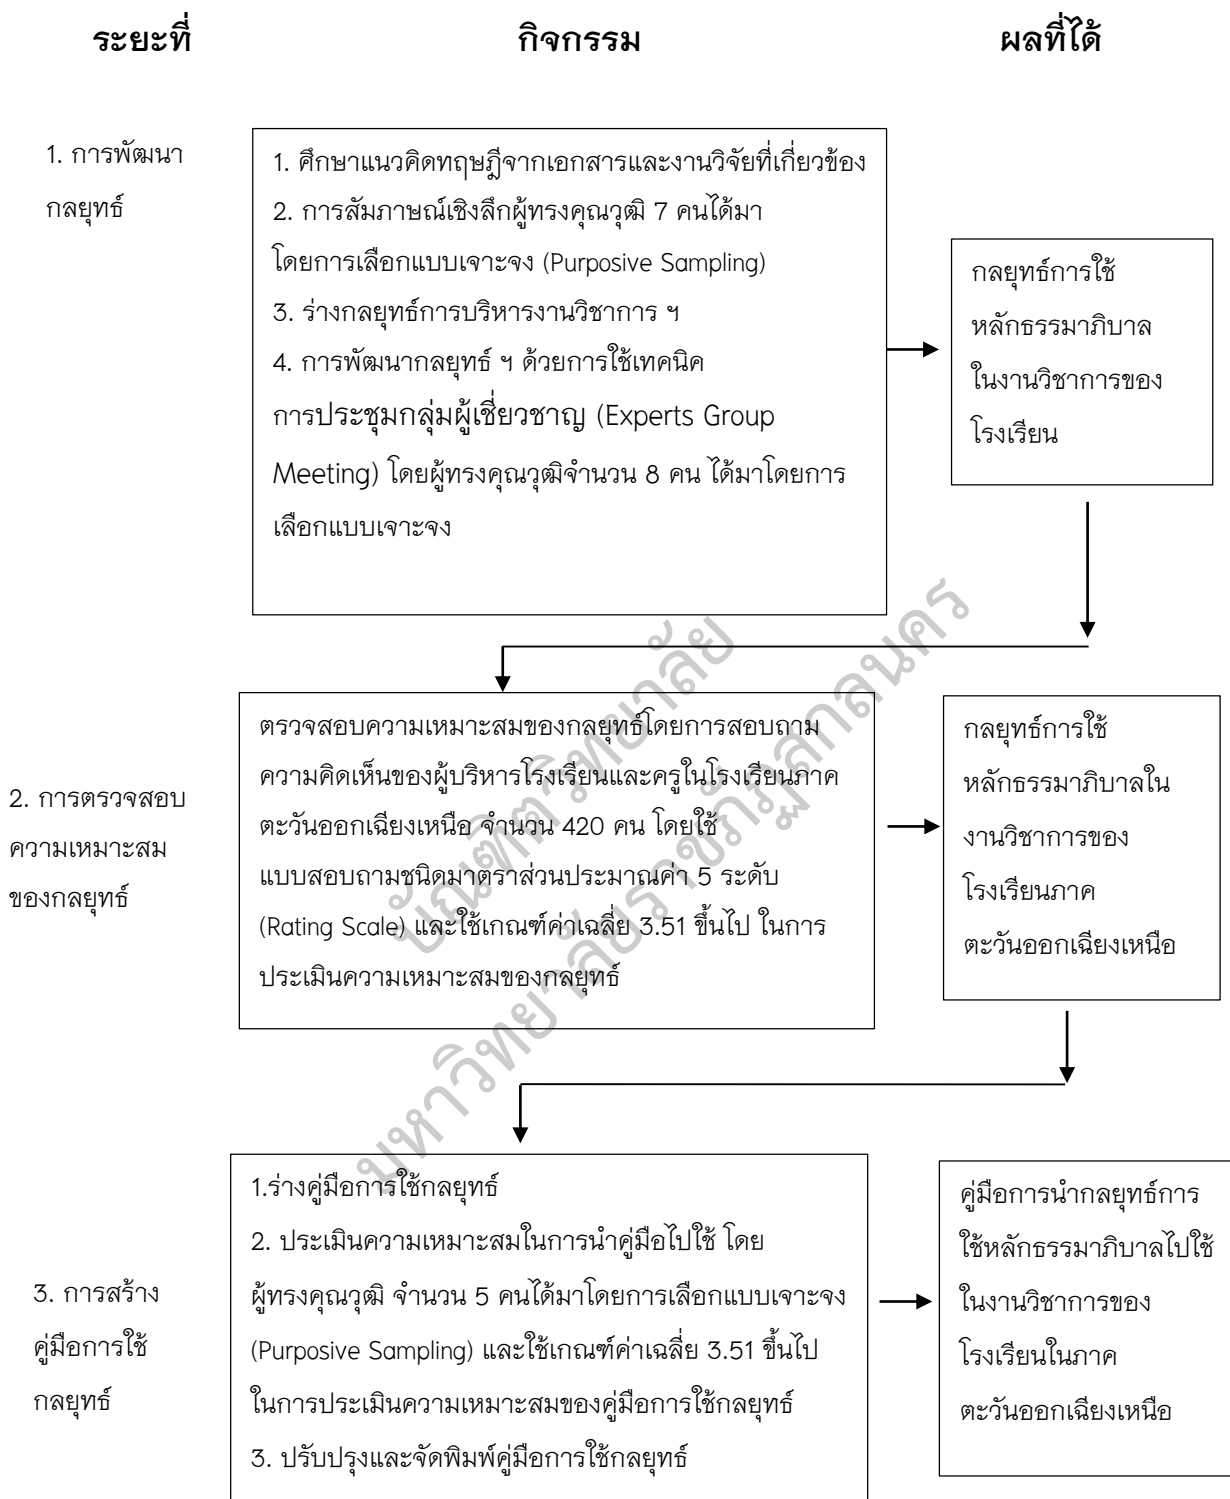 ระยะที่ กิจกรรม ผลที่ได้
1. การพัฒนา
กลยุทธ์
1. ศึกษาแนวคิดทฤษฎีจากเอกสารและงานวิจัยที่เกี่ยวข้อง
2. การสัมภาษณ์เชิงลึกผู้ทรงคุณวุฒิ 7 คนได้มา
โดยการเลือกแบบเจาะจง (Purposive Sampling)
3. ร่างกลยุทธ์การบริหารงานวิชาการ ฯ
4. การพัฒนากลยุทธ์ ฯ ด้วยการใช้เทคนิค
การประชุมกลุ่มผู้เชี่ยวชาญ (Experts Group
Meeting) โดยผู้ทรงคุณวุฒิจำนวน 8 คน ได้มาโดยการ
เลือกแบบเจาะจง
กลยุทธ์การใช้
หลักธรรมาภิบาล
ในงานวิชาการของ
โรงเรียน
2. การตรวจสอบ
ความเหมาะสม
ของกลยุทธ์
ตรวจสอบความเหมาะสมของกลยุทธ์โดยการสอบถาม
ความคิดเห็นของผู้บริหารโรงเรียนและครูในโรงเรียนภาค
ตะวันออกเฉียงเหนือ จำนวน 420 คน โดยใช้
แบบสอบถามชนิดมาตราส่วนประมาณค่า 5 ระดับ
(Rating Scale) และใช้เกณฑ์ค่าเฉลี่ย 3.51 ขึ้นไป ในการ
ประเมินความเหมาะสมของกลยุทธ์
กลยุทธ์การใช้
หลักธรรมาภิบาลใน
งานวิชาการของ
โรงเรียนภาค
ตะวันออกเฉียงเหนือ
3. การสร้าง
คู่มือการใช้
กลยุทธ์
1.ร่างคู่มือการใช้กลยุทธ์
2. ประเมินความเหมาะสมในการนำคู่มือไปใช้ โดย
ผู้ทรงคุณวุฒิ จำนวน 5 คนได้มาโดยการเลือกแบบเจาะจง
(Purposive Sampling) และใช้เกณฑ์ค่าเฉลี่ย 3.51 ขึ้นไป
ในการประเมินความเหมาะสมของคู่มือการใช้กลยุทธ์
3. ปรับปรุงและจัดพิมพ์คู่มือการใช้กลยุทธ์
คู่มือการนำกลยุทธ์การ
ใช้หลักธรรมาภิบาลไปใช้
ในงานวิชาการของ
โรงเรียนในภาค
ตะวันออกเฉียงเหนือ
บัณฑิตวิทยาลัย
มหาวิทยาลัยราชภัฏสกลนคร